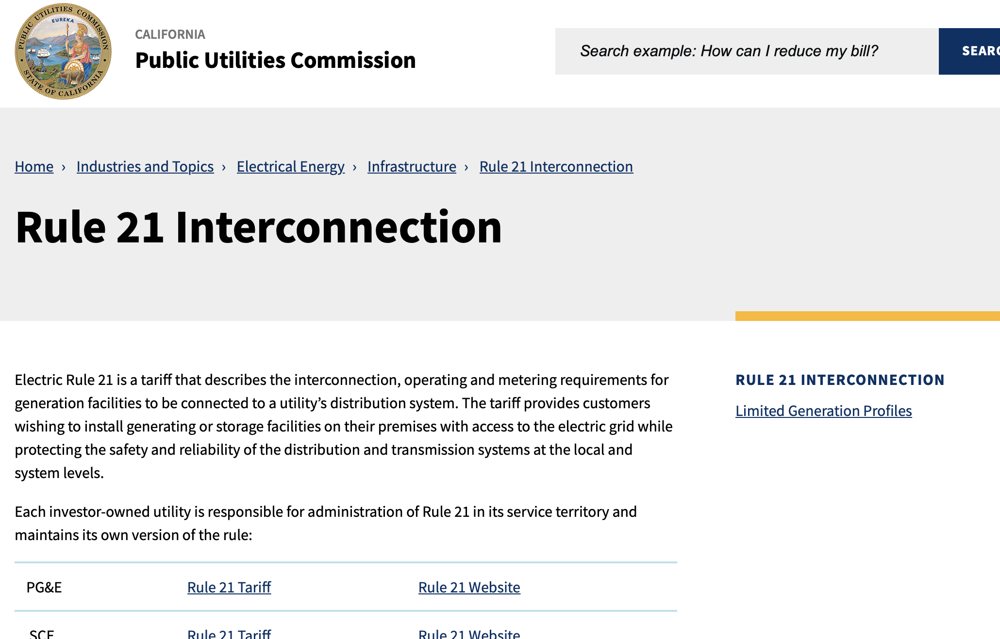 PUBLIC UTILITIES COMMISSION
EUREKA
STATE OF CALIFORNIA
CALIFORNIA
Public Utilities Commission
Search example: How can I reduce my bill?
Home › Industries and Topics › Electrical Energy › Infrastructure › Rule 21 Interconnection
Rule 21 Interconnection
Electric Rule 21 is a tariff that describes the interconnection, operating and metering requirements for
generation facilities to be connected to a utility’s distribution system. The tariff provides customers
wishing to install generating or storage facilities on their premises with access to the electric grid while
protecting the safety and reliability of the distribution and transmission systems at the local and
system levels.
Each investor-owned utility is responsible for administration of Rule 21 in its service territory and
maintains its own version of the rule:
PG&E Rule 21 Tariff Rule 21 Website
SCE Rule 21 Tariff Rule 21 Website
RULE 21 INTERCONNECTION
Limited Generation Profiles